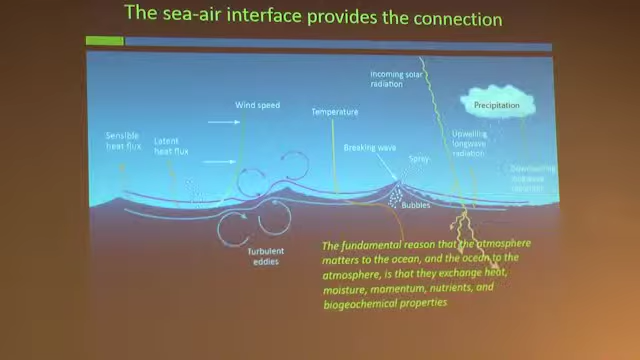 The sea-air interface provides the connection
Incoming solar
radiation
Wind speed
Precipitation
Temperature
Sensible
heat flux
Latent
heat flux
Upwelling
longwave
radiation
Breaking wave
Spray
Downwelling
longwave
radiation
Bubbles
Turbulent
eddies
The fundamental reason that the atmosphere
matters to the ocean, and the ocean to the
atmosphere, is that they exchange heat,
moisture, momentum, nutrients, and
biogeochemical properties